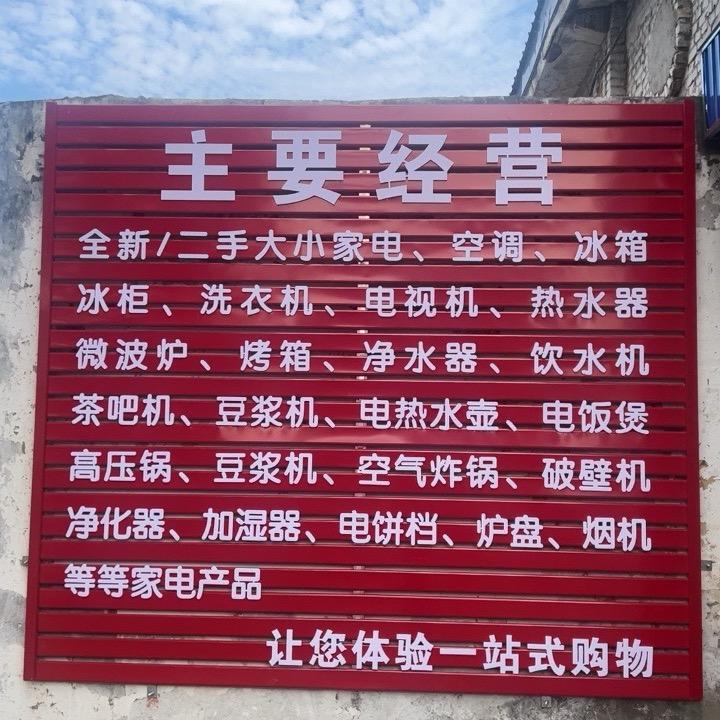 主要经营
全新/二手大小家电、空调、冰箱
冰柜、洗衣机、电视机、热水器
微波炉、烤箱、净水器、饮水机
茶吧机、豆浆机、电热水壶、电饭煲
高压锅、豆浆机、空气炸锅、破壁机
净化器、加湿器、电饼档、炉盘、烟机
等等家电产品
让您体验一站式购物